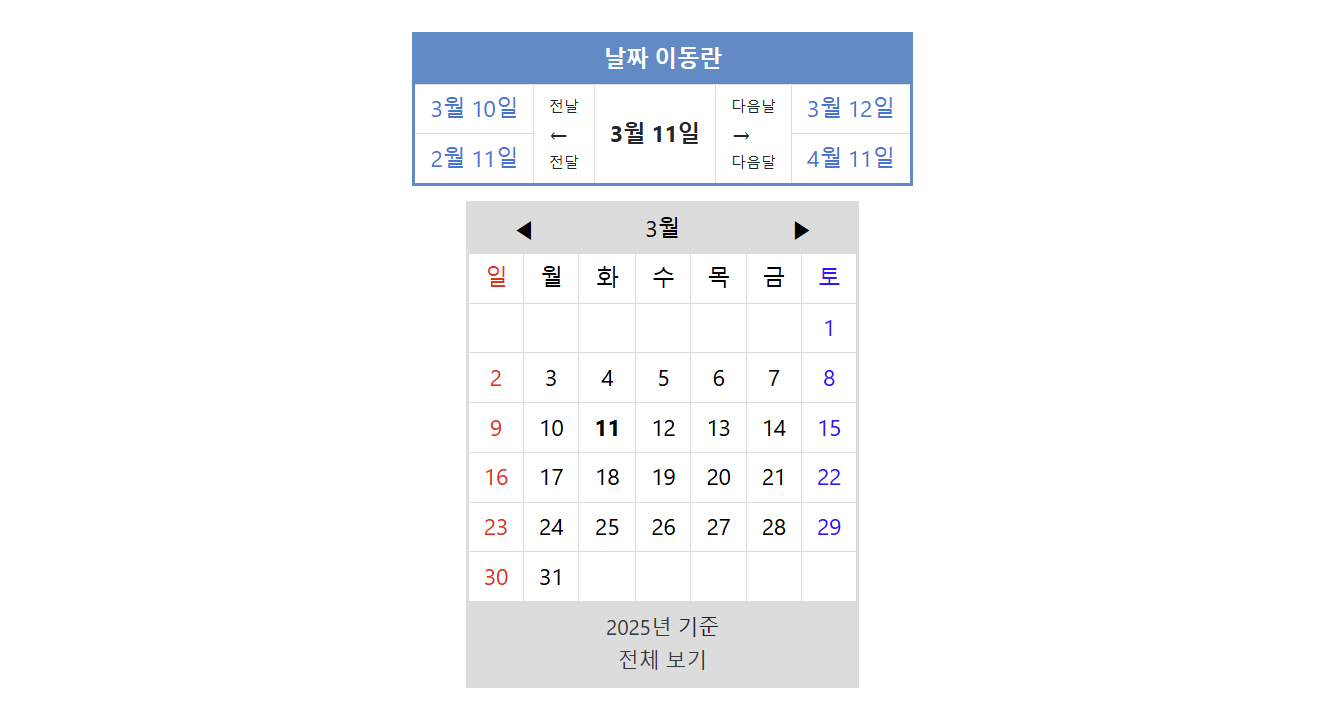 날짜 이동란
3월 10일 전날 3월 11일 다음날 3월 12일
← →
2월 11일 전달 다음달 4월 11일
◀ 3월 ▶
일 월 화 수 목 금 토
1
2 3 4 5 6 7 8
9 10 11 12 13 14 15
16 17 18 19 20 21 22
23 24 25 26 27 28 29
30 31
2025년 기준
전체 보기